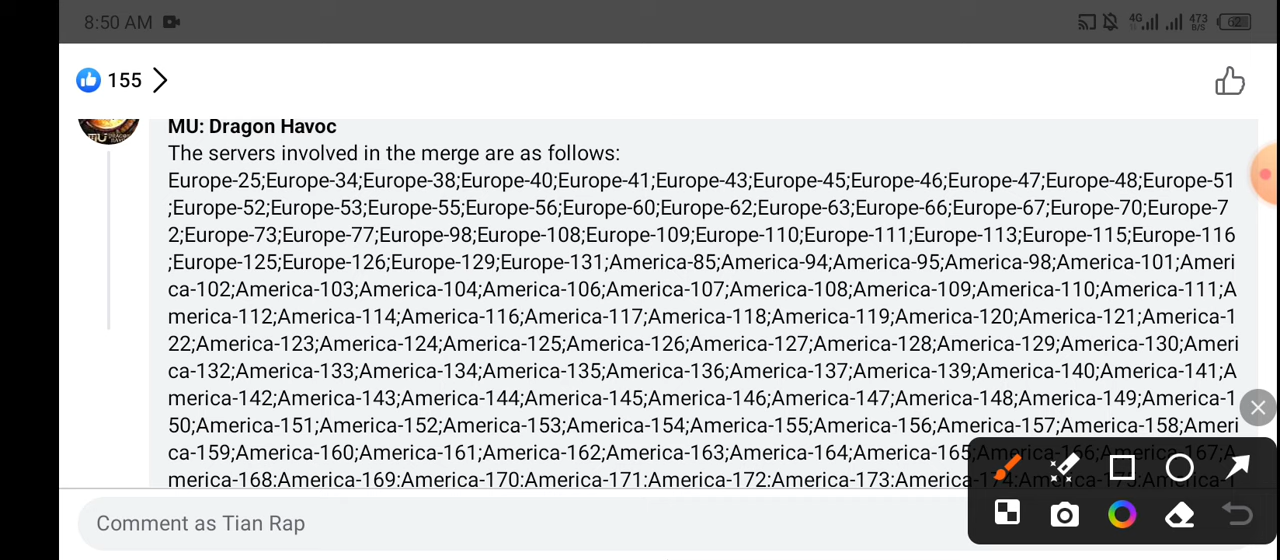 8:50 AM
4G 473 B/S 62
155
MU: Dragon Havoc
The servers involved in the merge are as follows:
Europe-25;Europe-34;Europe-38;Europe-40;Europe-41;Europe-43;Europe-45;Europe-46;Europe-47;Europe-48;Europe-51
;Europe-52;Europe-53;Europe-55;Europe-56;Europe-60;Europe-62;Europe-63;Europe-66;Europe-67;Europe-70;Europe-7
2;Europe-73;Europe-77;Europe-98;Europe-108;Europe-109;Europe-110;Europe-111;Europe-113;Europe-115;Europe-116
;Europe-125;Europe-126;Europe-129;Europe-131;America-85;America-94;America-95;America-98;America-101;Ameri
ca-102;America-103;America-104;America-106;America-107;America-108;America-109;America-110;America-111;A
merica-112;America-114;America-116;America-117;America-118;America-119;America-120;America-121;America-1
22;America-123;America-124;America-125;America-126;America-127;America-128;America-129;America-130;Ameri
ca-132;America-133;America-134;America-135;America-136;America-137;America-139;America-140;America-141;A
merica-142;America-143;America-144;America-145;America-146;America-147;America-148;America-149;America-1
50;America-151;America-152;America-153;America-154;America-155;America-156;America-157;America-158;Ameri
ca-159;America-160;America-161;America-162;America-163;America-164;America-165;America-166;America-167;A
merica-168;America-169;America-170;America-171;America-172;America-173;America-174;America-175;America-1
Comment as Tian Rap